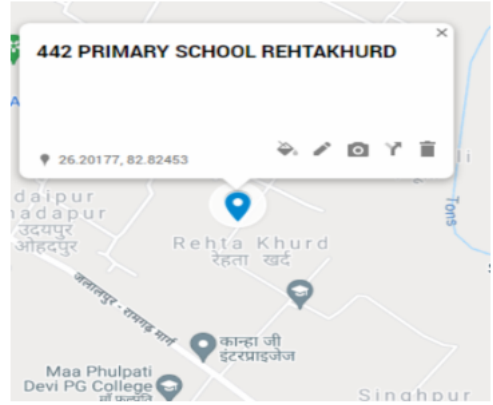 442 PRIMARY SCHOOL REHTAKHURD
26.20177, 82.82453
Tons
daipur
adapur
उदयपुर
ओहदपुर
Rehta Khurd
रेहता खर्द
जलालपुर - रामगढ़ मार्ग
कान्हा जी
इंटरप्राइजेज
Maa Phulpati
Devi PG College
Singhpur